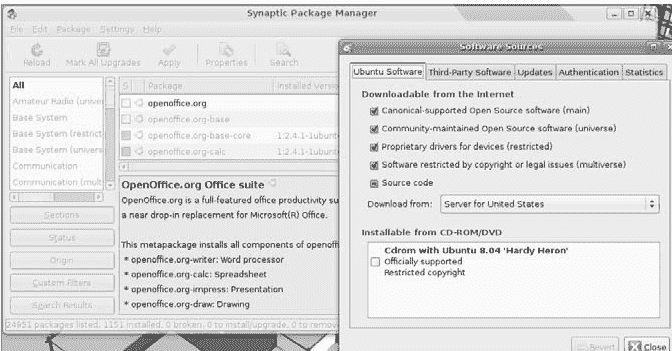 Synaptic Package Manager
File Edit Package Settings Help
Reload Mark All Upgrades Apply Properties Search
All
Amateur Radio (unive
Base System
Base System (restrict
Base System (univers
Communication
Communication (mult
Sections
Status
Origin
Custom Filters
Search Results
S Package Installed Versio
openoffice.org
openoffice.org-base
openoffice.org-base-core 1:2.4.1-1ubunt
openoffice.org-calc 1:2.4.1-1ubunt
OpenOffice.org Office suite
OpenOffice.org is a full-featured office productivity su
a near drop-in replacement for Microsoft(R) Office.
This metapackage installs all components of openoffi
* openoffice.org-writer: Word processor
* openoffice.org-calc: Spreadsheet
* openoffice.org-impress: Presentation
* openoffice.org-draw: Drawing
24951 packages listed, 1151 installed, 0 broken. 0 to install/upgrade, 0 to remov
Software Sources
Ubuntu Software Third-Party Software Updates Authentication Statistics
Downloadable from the Internet
Canonical-supported Open Source software (main)
Community-maintained Open Source software (universe)
Proprietary drivers for devices (restricted)
Software restricted by copyright or legal issues (multiverse)
Source code
Download from: Server for United States
Installable from CD-ROM/DVD
Cdrom with Ubuntu 8.04 'Hardy Heron'
Officially supported
Restricted copyright
Revert Close